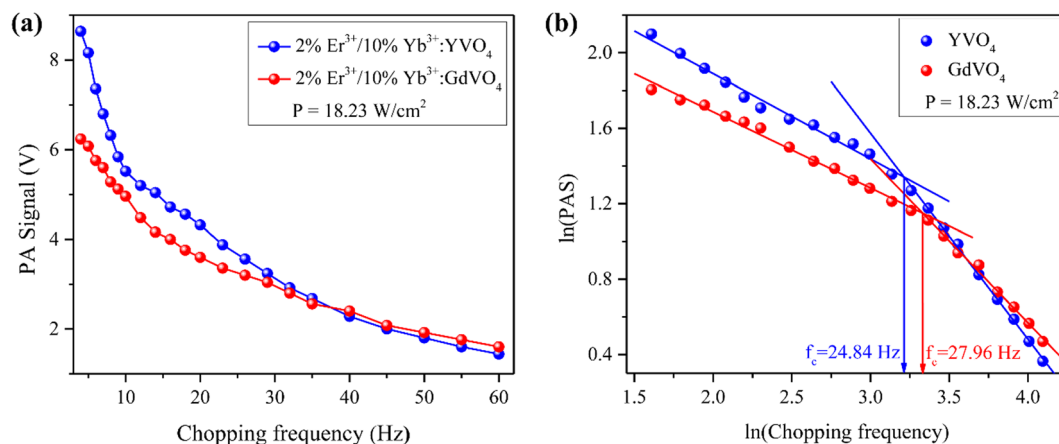 (a)
2% Er³⁺/10% Yb³⁺:YVO₄
2% Er³⁺/10% Yb³⁺:GdVO₄
P = 18.23 W/cm²
PA Signal (V)
8
6
4
2
10 20 30 40 50 60
Chopping frequency (Hz)
(b)
YVO₄
GdVO₄
P = 18.23 W/cm²
ln(PAS)
2.0
1.6
1.2
0.8
0.4
f_c=24.84 Hz
f_c=27.96 Hz
1.5 2.0 2.5 3.0 3.5 4.0
ln(Chopping frequency)